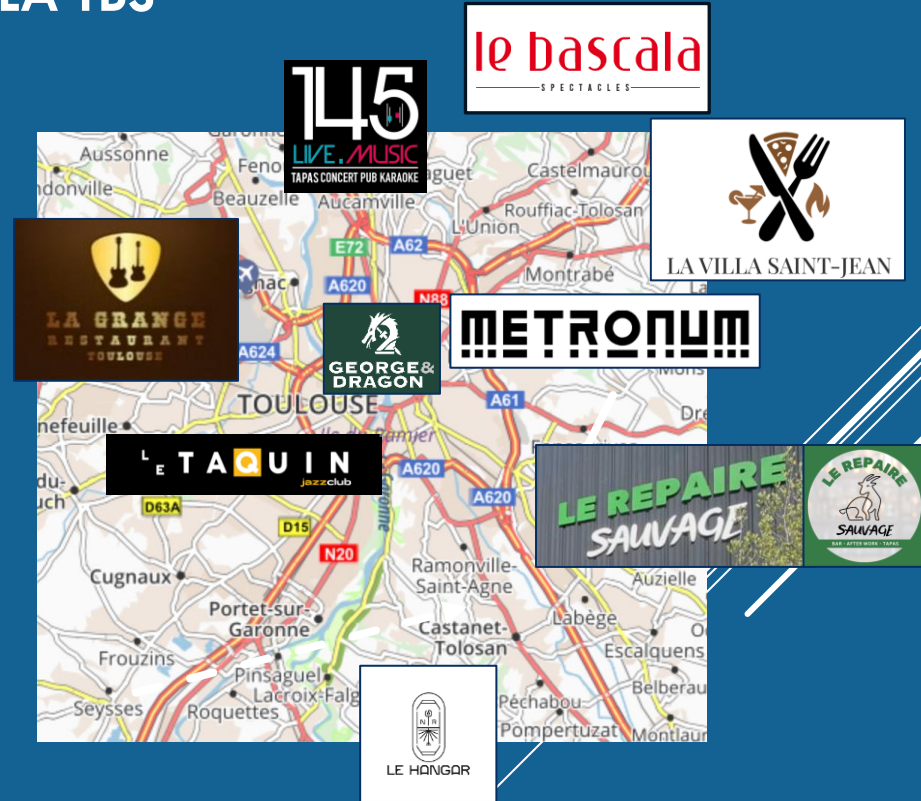 LA TBS
le bascala
SPECTACLES
145
LIVE.MUSIC
TAPAS CONCERT PUB KARAOKE
LA VILLA SAINT-JEAN
Aussonne
Beauzelle
Aucamville
Castelmaurou
Rouffiac-Tolosan
L'Union
E72
A62
Montrabé
A620
N88
LA GRANGE
RESTAURANT
TOULOUSE
GEORGE&
DRAGON
METRONUM
A624
TOULOUSE
A61
LE TAQUIN
jazzclub
A620
D63A
A620
D15
N20
LE REPAIRE
SAUVAGE
LE REPAIRE
SAUVAGE
BAR - AFTER WORK - TAPAS
Cugnaux
Ramonville-
Saint-Agne
Auzielle
Portet-sur-
Garonne
Labège
Castanet-
Tolosan
Escalquens
Frouzins
Pinsaguel
Lacroix-Falg
Belberau
Seysses
Roquettes
Péchabou
Pompertuzat
Montlaur
N R
LE HANGAR